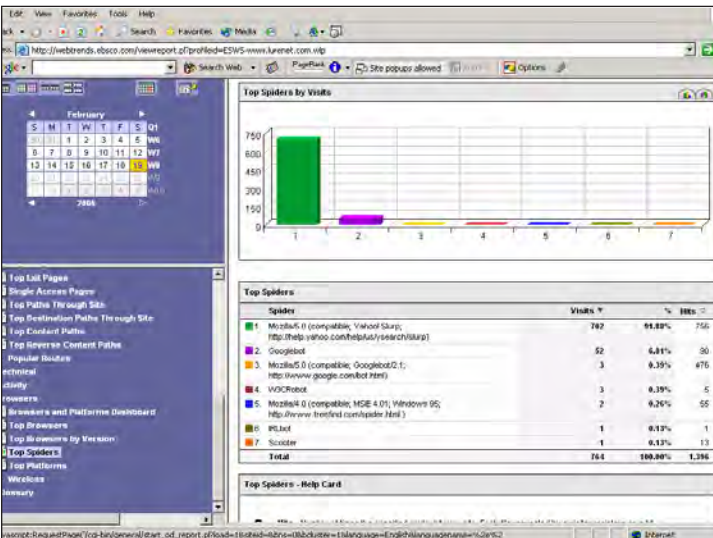 Edit View Favorites Tools Help
Search Favorites Media
http://webtrends.ebsco.com/viewreport.pl?profileid=ESWS-www.lurenet.com.wlp
Search Web PageRank Site popups allowed Options
Top Spiders by Visits
February
S M T W T F S Q1
30 31 1 2 3 4 5 W6
6 7 8 9 10 11 12 W7
13 14 15 16 17 18 19 W8
750
600
450
300
150
0
1 2 3 4 5 6 7
Top Exit Pages
Single Access Pages
Top Paths Through Site
Top Destination Paths Through Site
Top Content Paths
Top Reverse Content Paths
Popular Routes
Technical
Activity
Browsers
Browsers and Platforms Dashboard
Top Browsers
Top Browsers by Version
Top Spiders
Top Platforms
Wireless
Glossary
Top Spiders
Spider Visits % Hits
1. Mozilla/5.0 (compatible; Yahoo! Slurp; 702 91.88% 756
http://help.yahoo.com/help/us/ysearch/slurp)
2. Googlebot 52 6.81% 90
3. Mozilla/5.0 (compatible; Googlebot/2.1; 3 0.39% 476
http://www.google.com/bot.html)
4. W3CRobot 3 0.39% 5
5. Mozilla/4.0 (compatible; MSIE 4.01; Windows 95; 2 0.26% 55
http://www.trenfind.com/spider.html )
6. IRLbot 1 0.13% 1
7. Scooter 1 0.13% 13
Total 764 100.00% 1,396
Top Spiders - Help Card
Internet